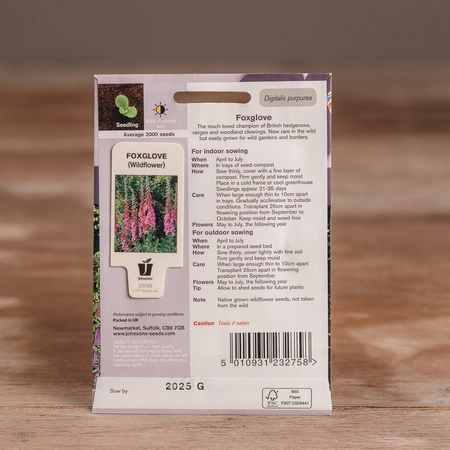 Digitalis purpurea
Seedling
Average 2000 seeds
Foxglove
The much loved champion of British hedgerows,
verges and woodland clearings. Now rare in the wild
but easily grown for wild gardens and borders.
For indoor sowing
When April to July
Where In trays of seed compost
How Sow thinly, cover with a fine layer of
compost. Firm gently and keep moist
Place in a cold frame or cool greenhouse
Seedlings appear 21-35 days
Care When large enough thin to 10cm apart
in trays. Gradually acclimatise to outside
conditions. Transplant 25cm apart in
flowering position from September to
October. Keep moist and weed free
Flowers May to July, the following year
For outdoor sowing
When April to July
Where In a prepared seed bed
How Sow thinly, cover lightly with fine soil
Firm gently and keep moist
Care When large enough thin to 10cm apart
Transplant 25cm apart in flowering
position from September
Flowers May to July, the following year
Tip Allow to shed seeds for future plants
Note Native grown wildflower seeds, not taken
from the wild
Caution Toxic if eaten
FOXGLOVE
(Wildflower)
Johnsons
Performance subject to growing conditions
Packed in UK
Newmarket, Suffolk, CB8 7QB
www.johnsons-seeds.com
QUALITY GUARANTEE
5 010931 232758 >
Sow by 2025 G
FSC
MIX
Paper